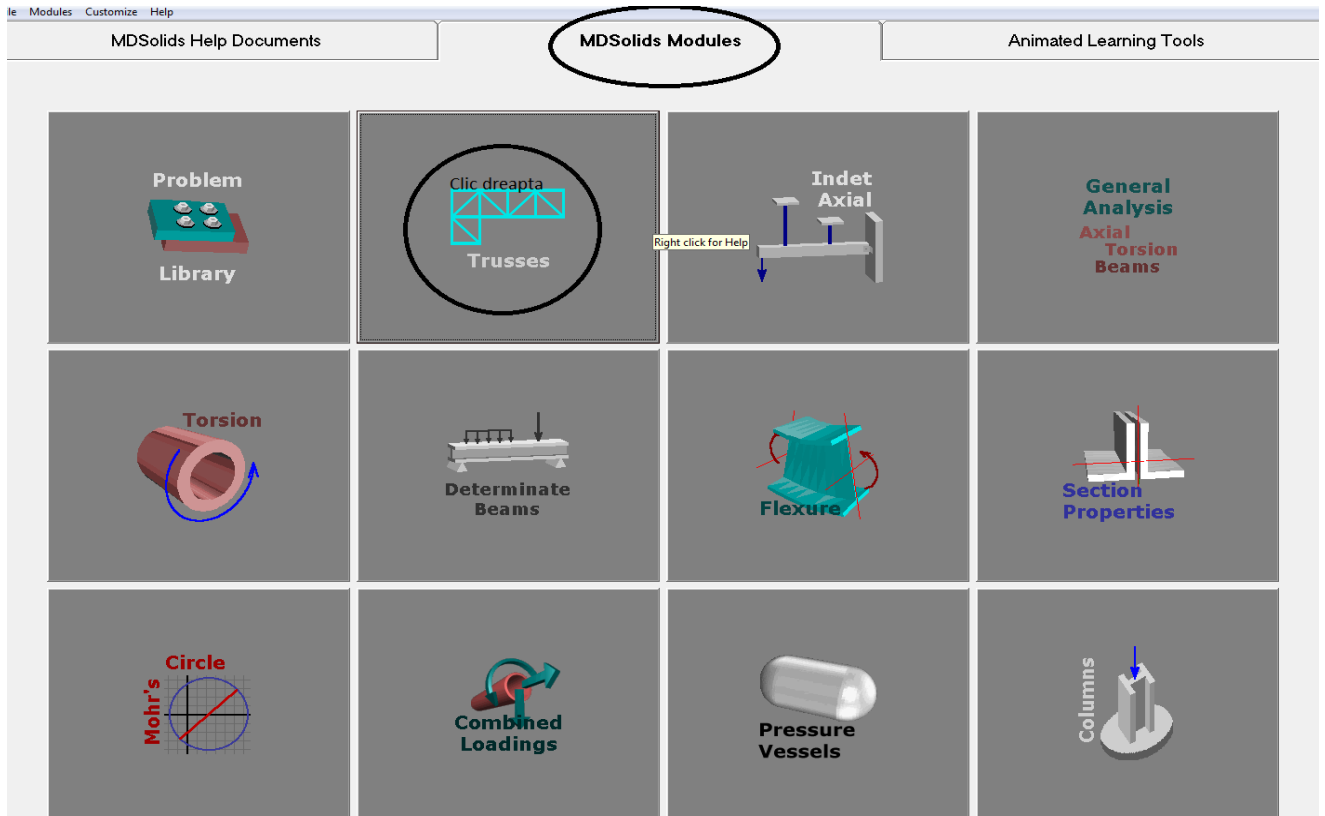 le Modules Customize Help
MDSolids Help Documents
MDSolids Modules
Animated Learning Tools
Problem
Library
Clic dreapta
Trusses
Indet
Axial
Right click for Help
General
Analysis
Axial
Torsion
Beams
Torsion
Determinate
Beams
Flexure
Section
Properties
Mohr's
Circle
Combined
Loadings
Pressure
Vessels
Columns